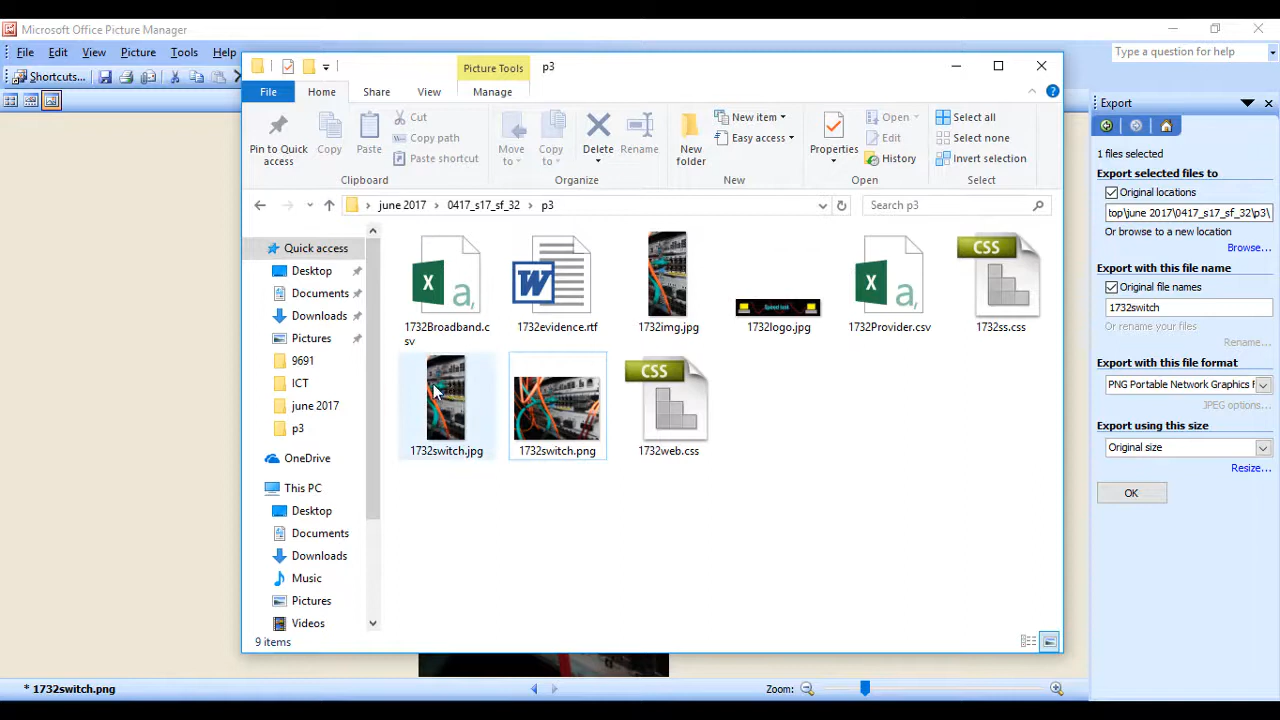 Microsoft Office Picture Manager
File Edit View Picture Tools Help
Type a question for help
Shortcuts...
Picture Tools p3
File Home Share View Manage
Pin to Quick access
Copy
Paste
Cut
Copy path
Paste shortcut
Clipboard
Move to
Copy to
Delete
Rename
Organize
New folder
New item
Easy access
New
Properties
Open
Edit
History
Open
Select all
Select none
Invert selection
Select
june 2017 0417_s17_sf_32 p3
Search p3
Quick access
Desktop
Documents
Downloads
Pictures
9691
ICT
june 2017
p3
OneDrive
This PC
Desktop
Documents
Downloads
Music
Pictures
Videos
1732Broadband.c
sv
1732evidence.rtf
1732img.jpg
1732logo.jpg
1732Provider.csv
CSS
1732ss.css
1732switch.jpg
1732switch.png
CSS
1732web.css
9 items
Export
1 files selected
Export selected files to
Original locations
top\june 2017\0417_s17_sf_32\p3\
Or browse to a new location
Browse...
Export with this file name
Original file names
1732switch
Or rename your files
Rename...
Export with this file format
PNG Portable Network Graphics F
JPEG options...
Export using this size
Original size
Resize...
OK
* 1732switch.png
Zoom: